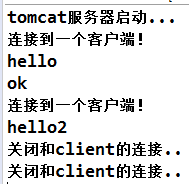 tomcat服务器启动...
连接到一个客户端!
hello
ok
连接到一个客户端!
hello2
关闭和client的连接..
关闭和client的连接..